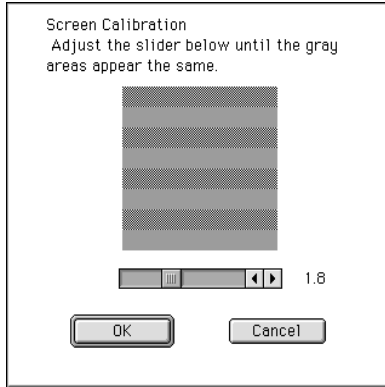 Screen Calibration
Adjust the slider below until the gray
areas appear the same.
1.8
OK
Cancel